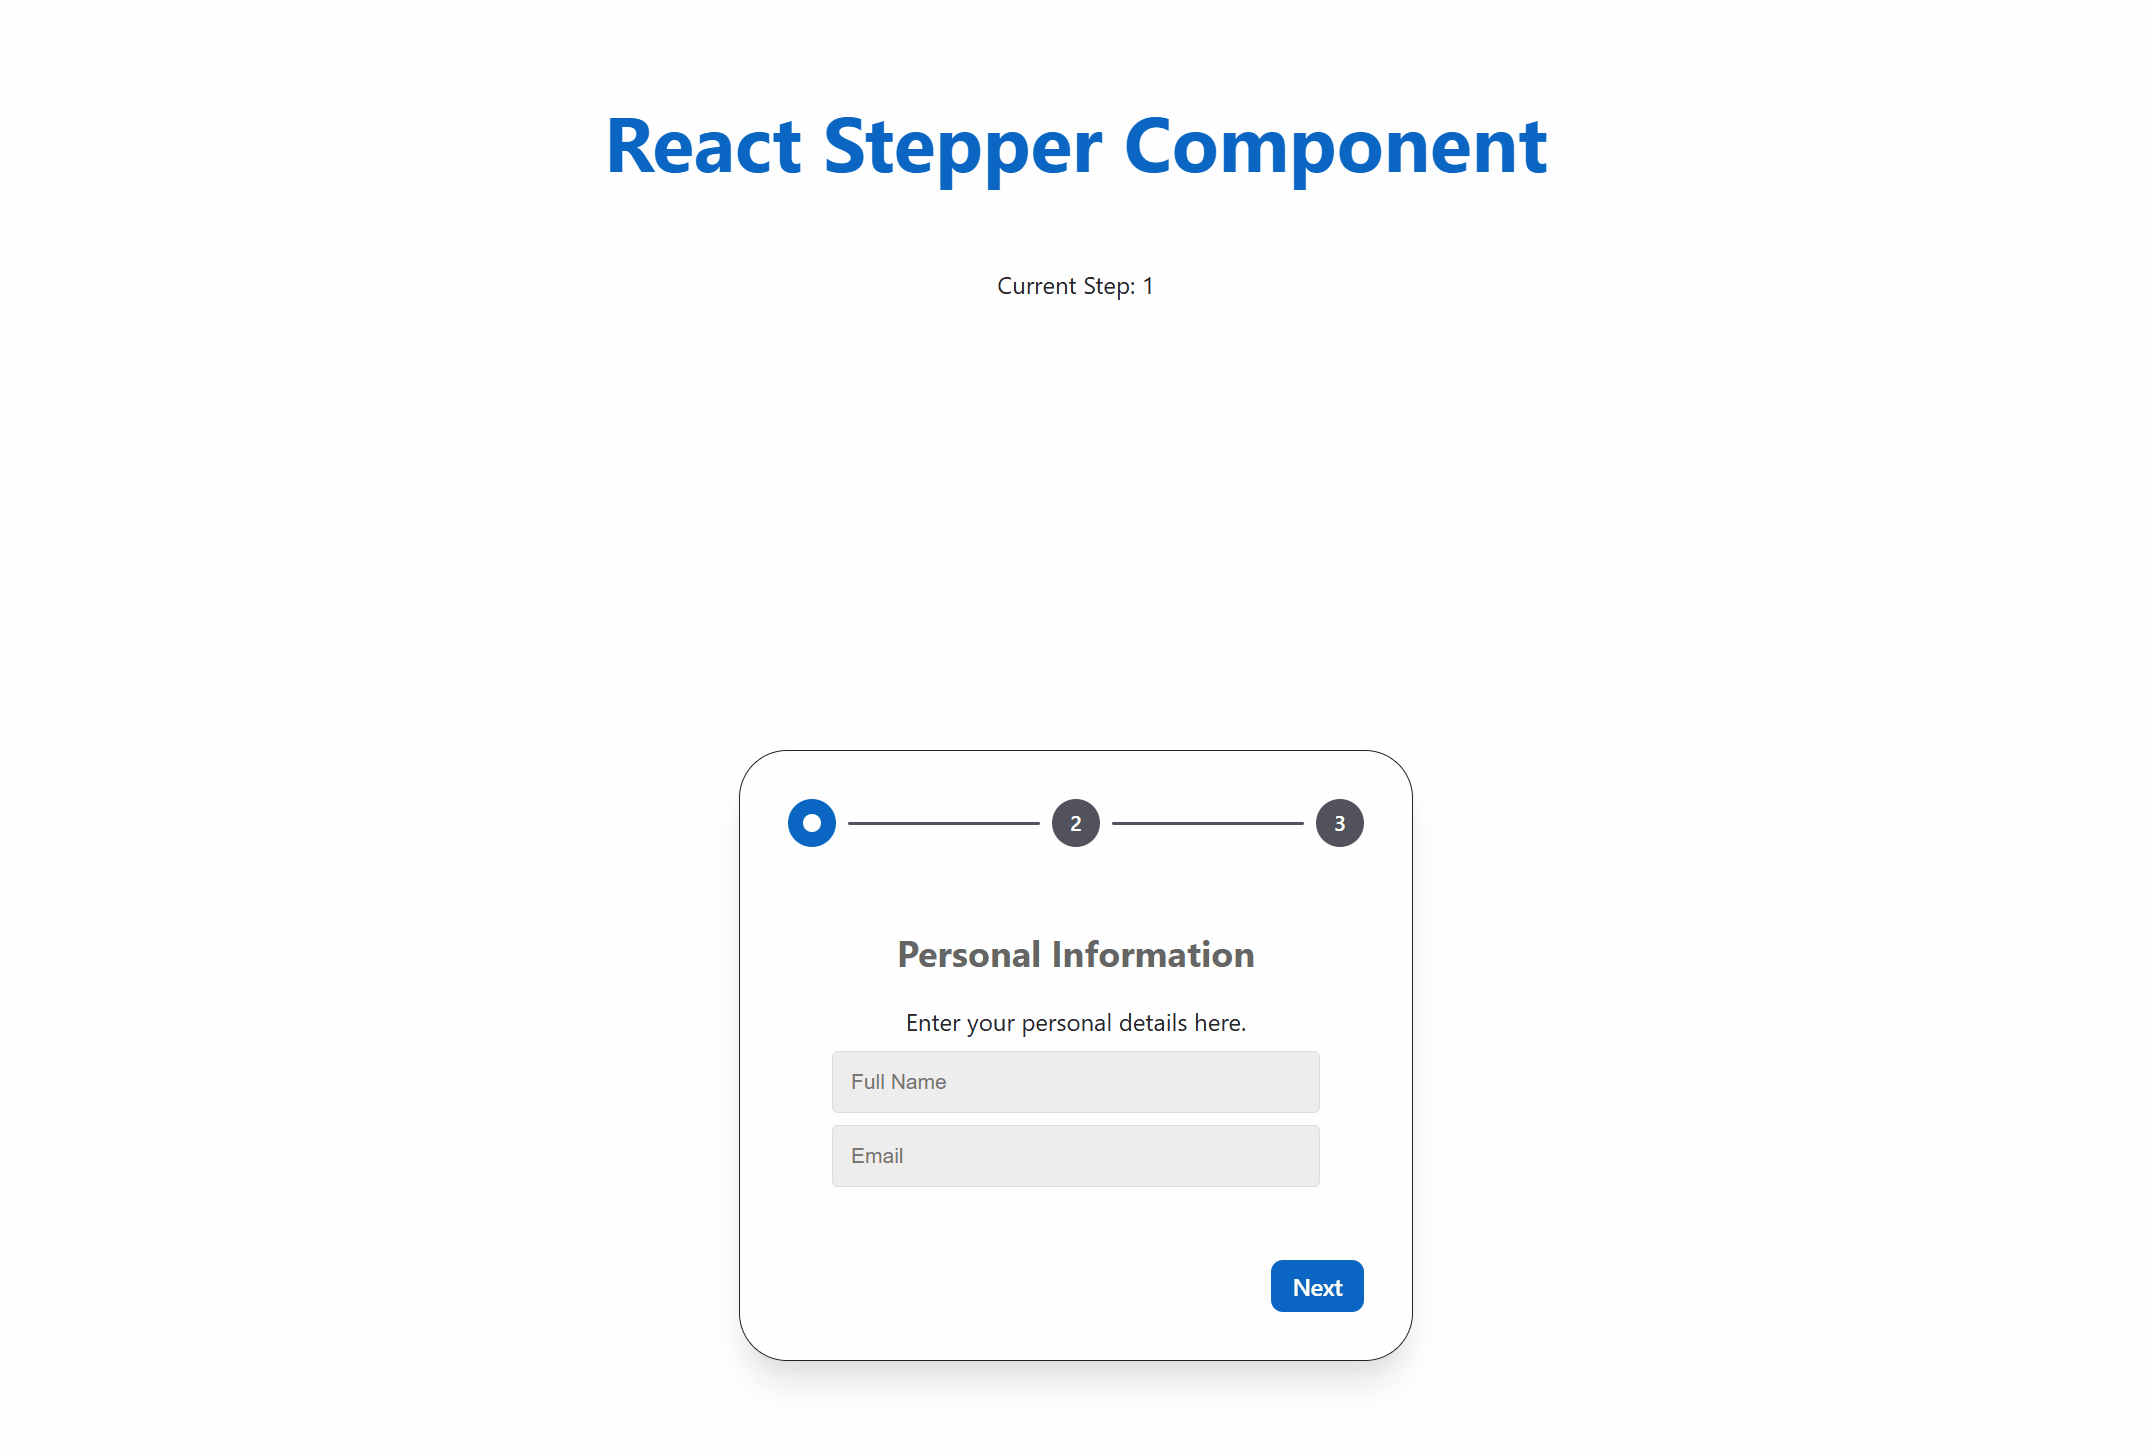 React Stepper Component
Current Step: 1
2 3
Personal Information
Enter your personal details here.
Full Name
Email
Next